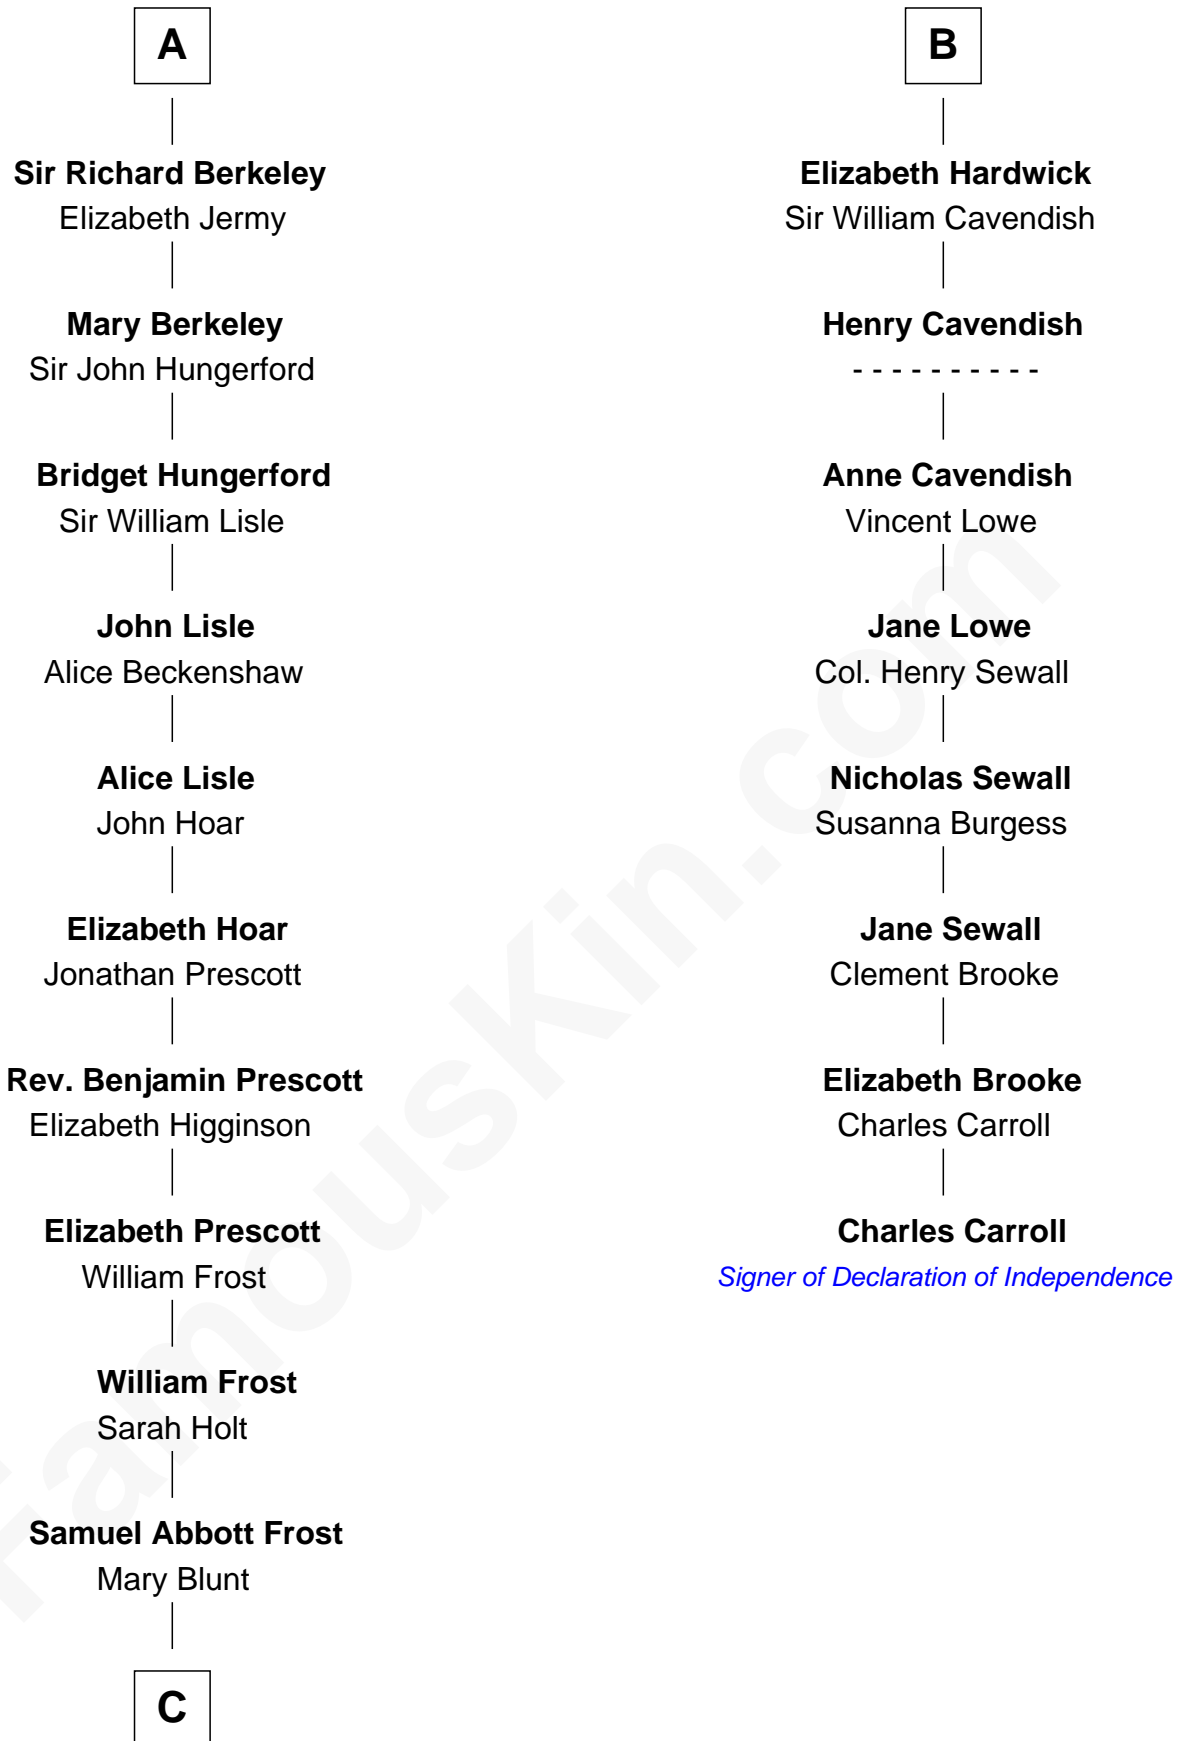 A
Sir Richard Berkeley
Elizabeth Jermy
Mary Berkeley
Sir John Hungerford
Bridget Hungerford
Sir William Lisle
John Lisle
Alice Beckenshaw
Alice Lisle
John Hoar
Elizabeth Hoar
Jonathan Prescott
Rev. Benjamin Prescott
Elizabeth Higginson
Elizabeth Prescott
William Frost
William Frost
Sarah Holt
Samuel Abbott Frost
Mary Blunt
C
B
Elizabeth Hardwick
Sir William Cavendish
Henry Cavendish
- - - - - - - - - -
Anne Cavendish
Vincent Lowe
Jane Lowe
Col. Henry Sewall
Nicholas Sewall
Susanna Burgess
Jane Sewall
Clement Brooke
Elizabeth Brooke
Charles Carroll
Charles Carroll
Signer of Declaration of Independence
FamousKin.com